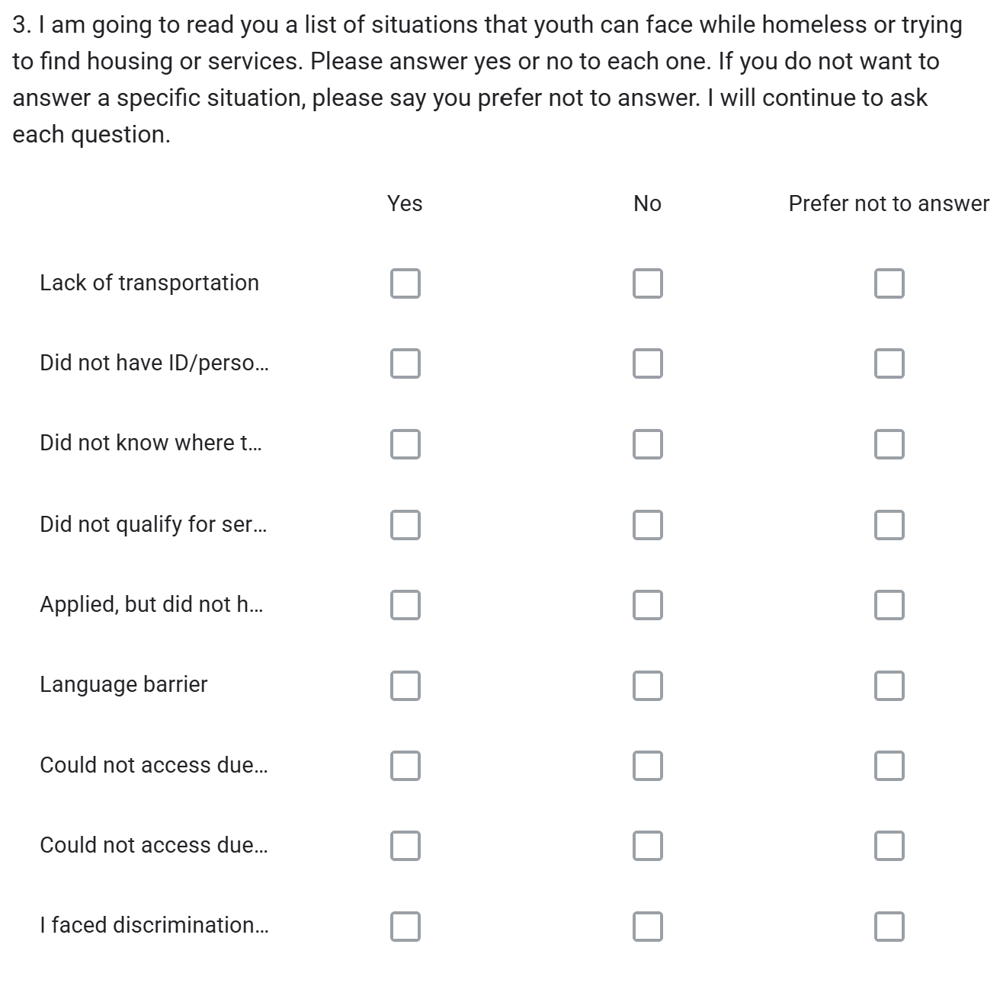 3. I am going to read you a list of situations that youth can face while homeless or trying
to find housing or services. Please answer yes or no to each one. If you do not want to
answer a specific situation, please say you prefer not to answer. I will continue to ask
each question.
Yes No Prefer not to answer
Lack of transportation
Did not have ID/perso...
Did not know where t...
Did not qualify for ser...
Applied, but did not h...
Language barrier
Could not access due...
Could not access due...
I faced discrimination...